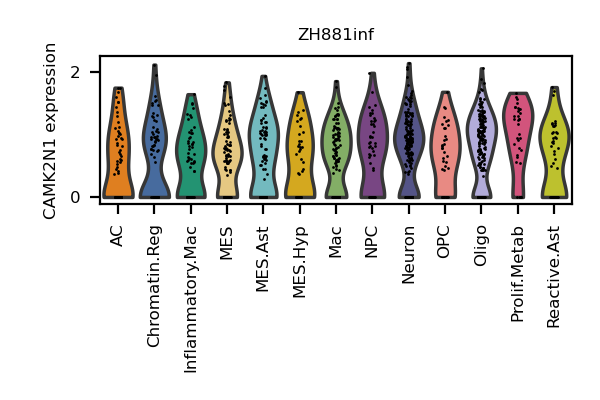 ZH881inf
CAMK2N1 expression
2
0
AC
Chromatin.Reg
Inflammatory.Mac
MES
MES.Ast
MES.Hyp
Mac
NPC
Neuron
OPC
Oligo
Prolif.Metab
Reactive.Ast